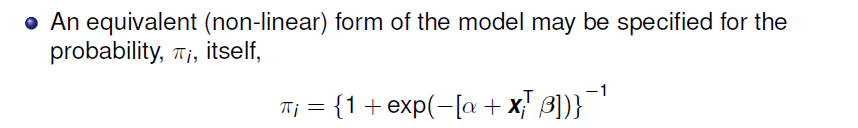 An equivalent (non-linear) form of the model may be specified for the
probability, πᵢ, itself,
πᵢ = {1 + exp(−[α + xᵢᵀ β])}⁻¹